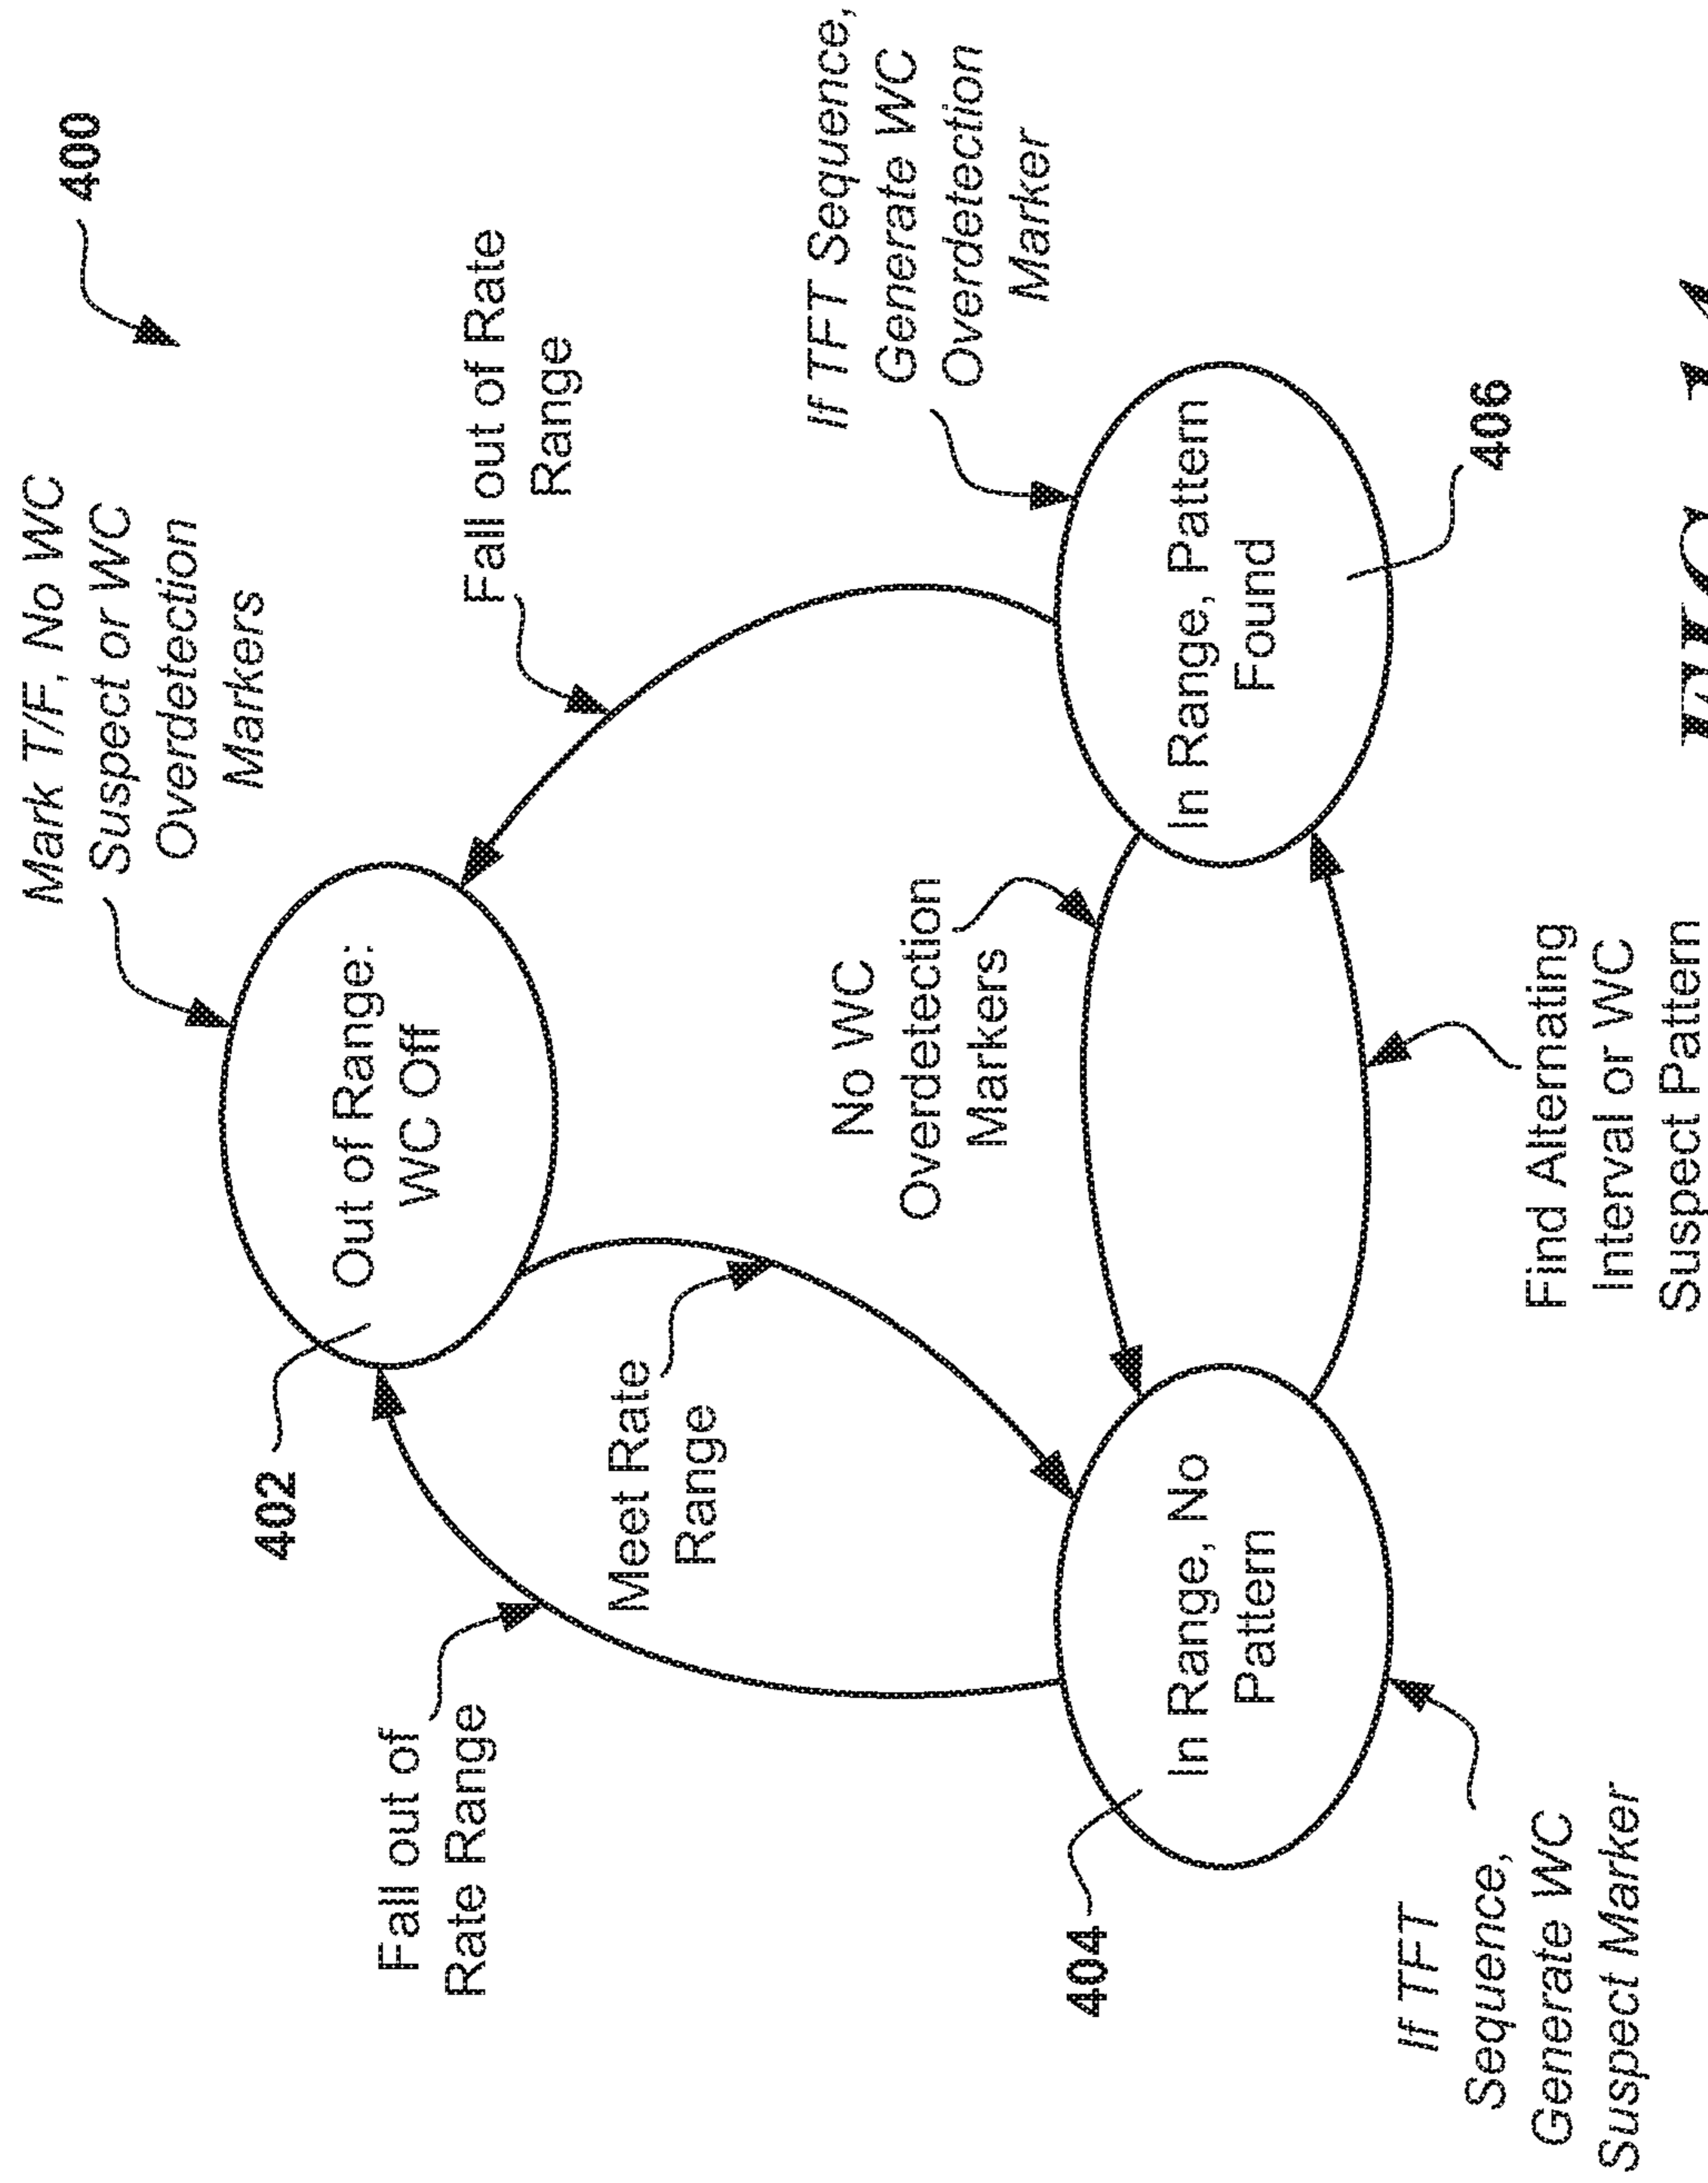 400
Mark T/F, No WC
Suspect or WC
Overdetection
Markers
402
Out of Range:
WC Off
Fall out of Rate
Range
Fall out of
Rate Range
Meet Rate
Range
No WC
Overdetection
Markers
If TFT Sequence,
Generate WC
Overdetection
Marker
404
In Range, No
Pattern
In Range, Pattern
Found
406
If TFT
Sequence,
Generate WC
Suspect Marker
Find Alternating
Interval or WC
Suspect Pattern